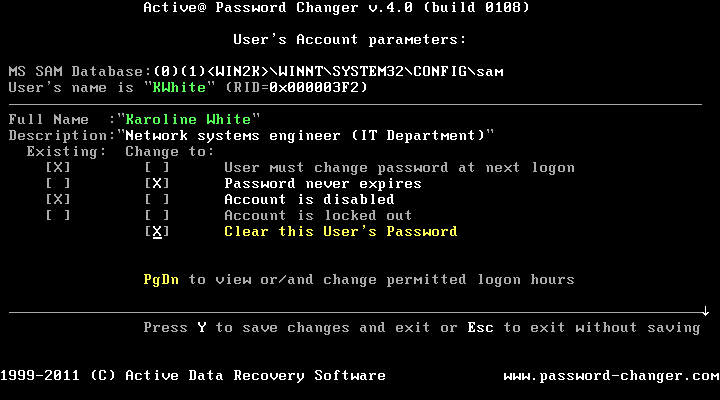 Active@ Password Changer v.4.0 (build 0108)
User's Account parameters:
MS SAM Database:(0)(1)<WIN2K>\WINNT\SYSTEM32\CONFIG\sam
User's name is "KWhite" (RID=0x000003F2)
Full Name :"Karoline White"
Description:"Network systems engineer (IT Department)"
Existing: Change to:
[X] [ ] User must change password at next logon
[ ] [X] Password never expires
[X] [ ] Account is disabled
[ ] [ ] Account is locked out
[X] Clear this User's Password
PgDn to view or/and change permitted logon hours
Press Y to save changes and exit or Esc to exit without saving
1999-2011 (C) Active Data Recovery Software www.password-changer.com